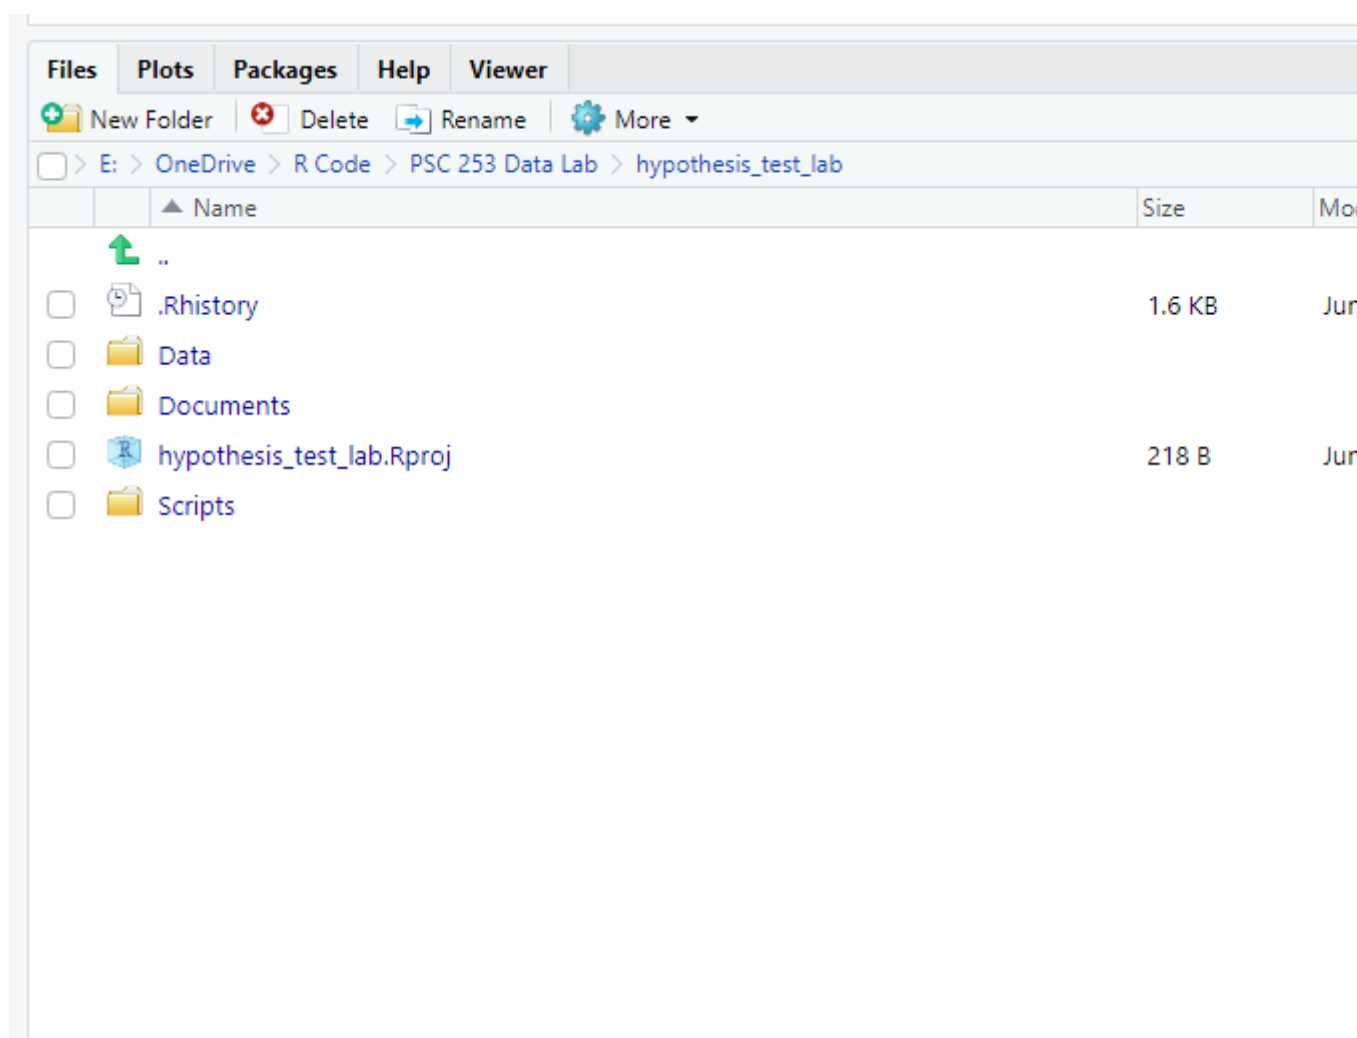 Files Plots Packages Help Viewer
New Folder Delete Rename More
E: > OneDrive > R Code > PSC 253 Data Lab > hypothesis_test_lab
Name Size
..
.Rhistory 1.6 KB
Data
Documents
R hypothesis_test_lab.Rproj 218 B
Scripts